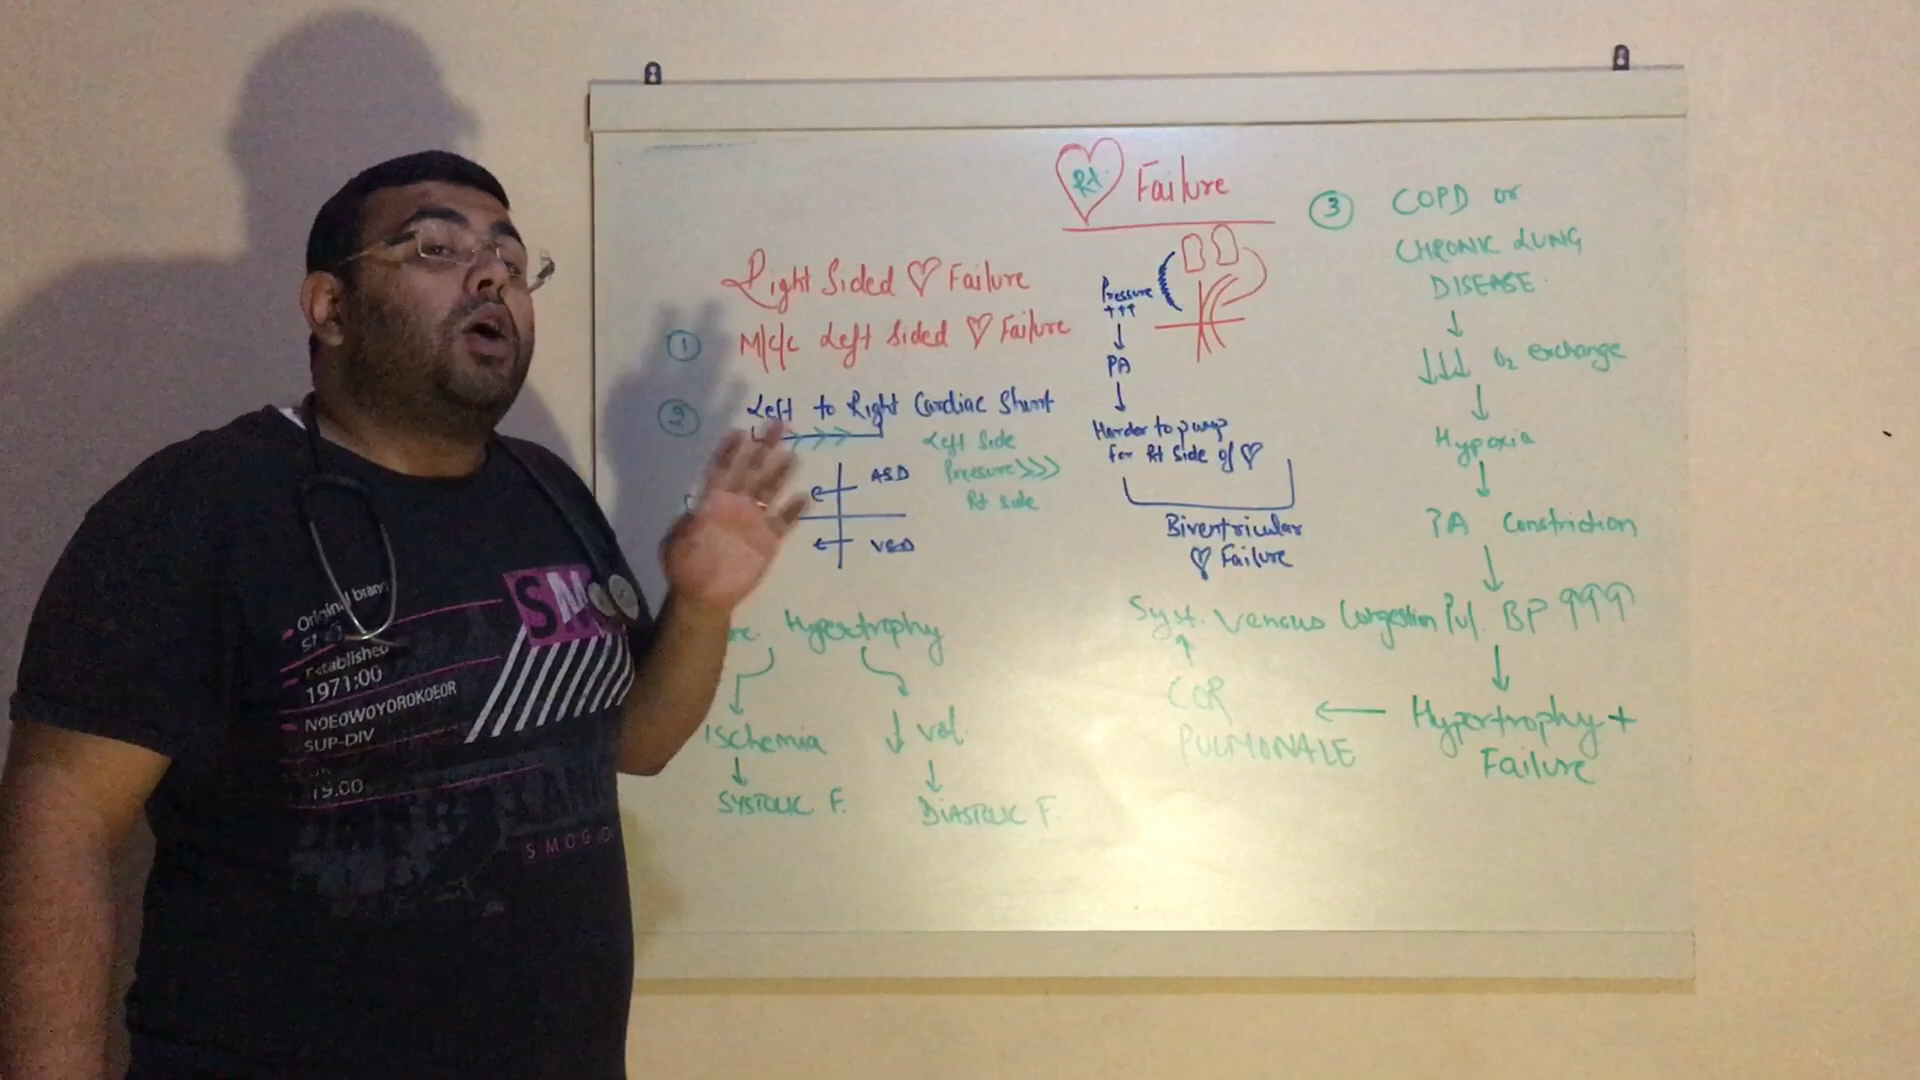 Rt. Failure
Right Sided Failure
1 M/C/C Left Sided Failure
2 Left to Right Cardiac Shunt
Left Side
Pressure >>>
Rt Side
ASD
VSD
Hypertrophy
Ischemia
↓
SYSTOLIC F.
↓ Vol.
↓
DIASTOLIC F.
Pressure
↑↑↑
↓
PA
↓
Harder to pump
for Rt Side of
Biventricular
Failure
3 COPD or
CHRONIC LUNG
DISEASE.
↓
↓↓↓ O2 exchange
↓
Hypoxia
↓
PA Constriction
↓
Pul. BP ↑↑↑
↓
Hypertrophy +
Failure
←
COR
PULMONALE
↑
Syst. Venous Congestion
Original brand
Established
1971:00
NOEOWOYOROKOEOR
SUP-DIV
19.00